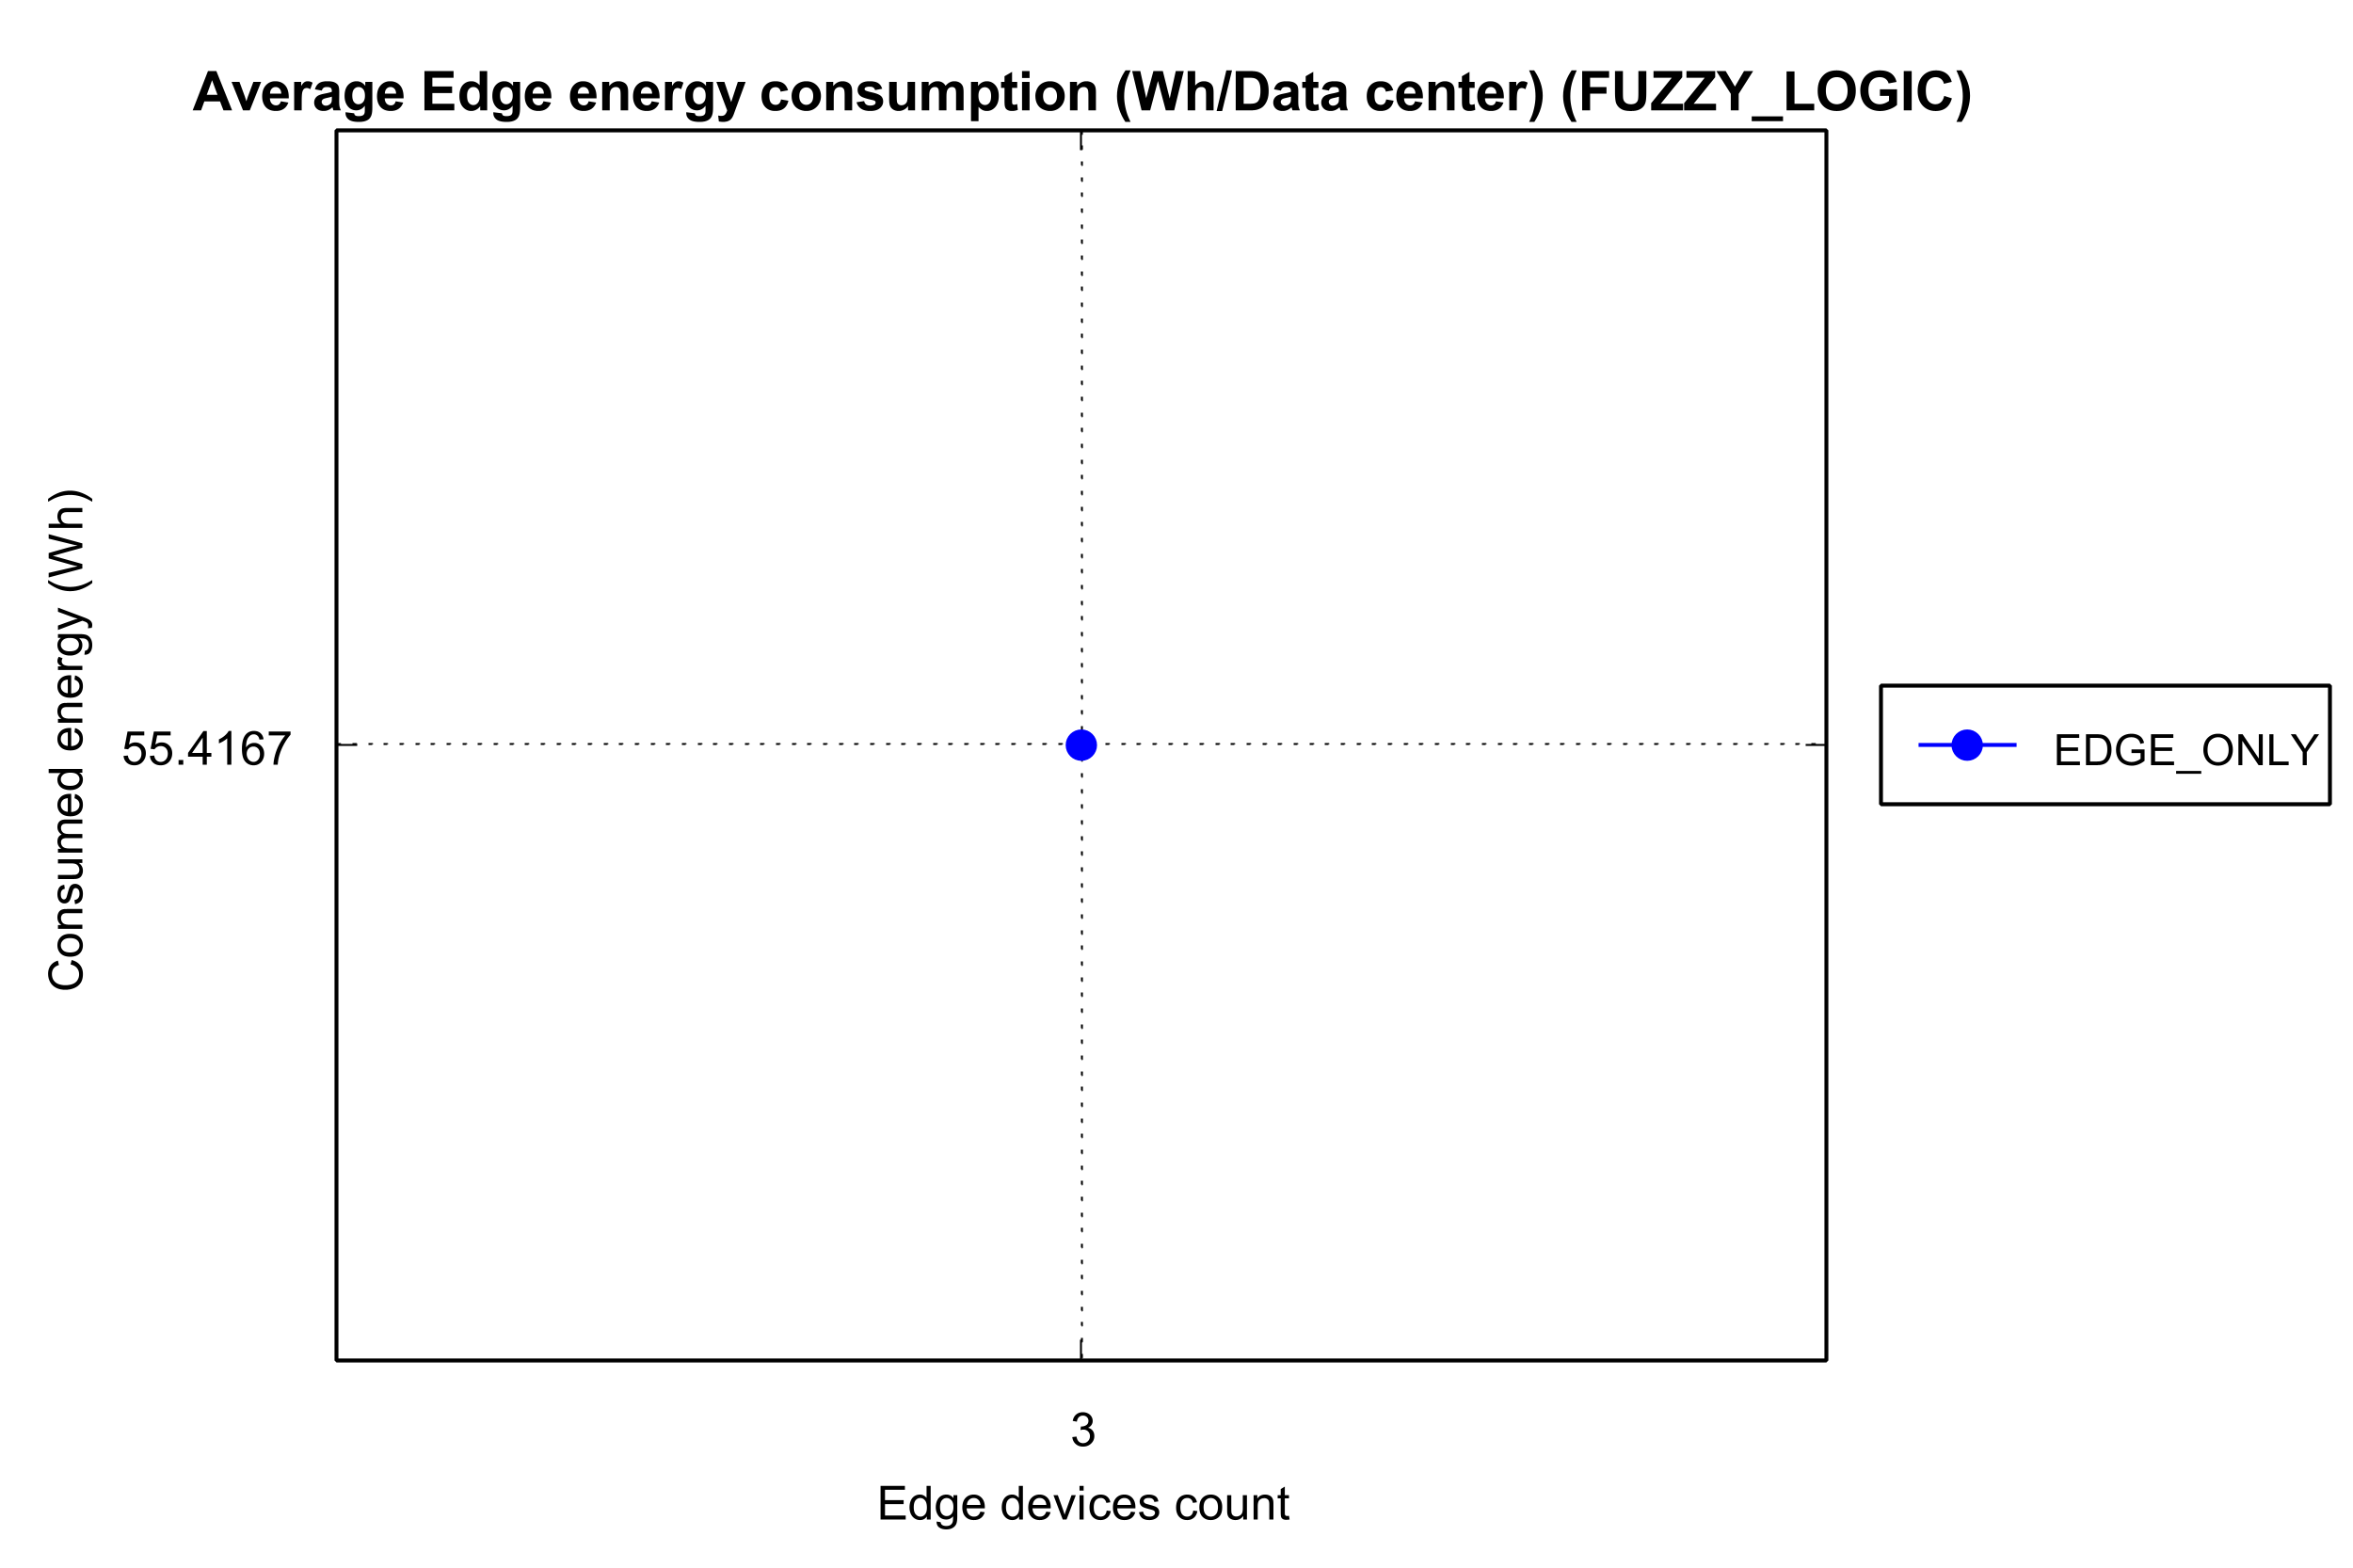 Average Edge energy consumption (Wh/Data center) (FUZZY_LOGIC)
Consumed energy (Wh)
55.4167
EDGE_ONLY
3
Edge devices count